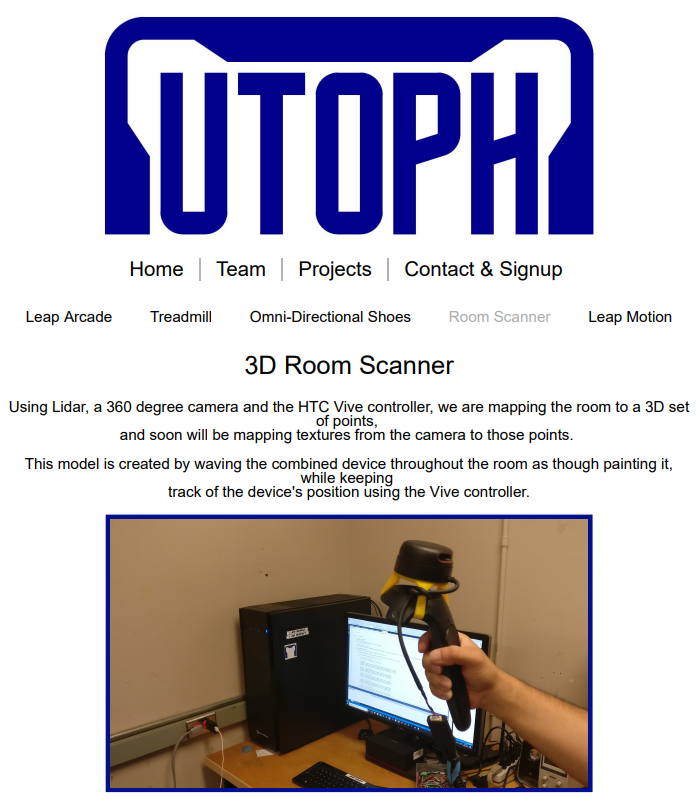 UTOPH
Home Team Projects Contact & Signup
Leap Arcade Treadmill Omni-Directional Shoes Room Scanner Leap Motion
3D Room Scanner
Using Lidar, a 360 degree camera and the HTC Vive controller, we are mapping the room to a 3D set
of points,
and soon will be mapping textures from the camera to those points.
This model is created by waving the combined device throughout the room as though painting it,
while keeping
track of the device's position using the Vive controller.